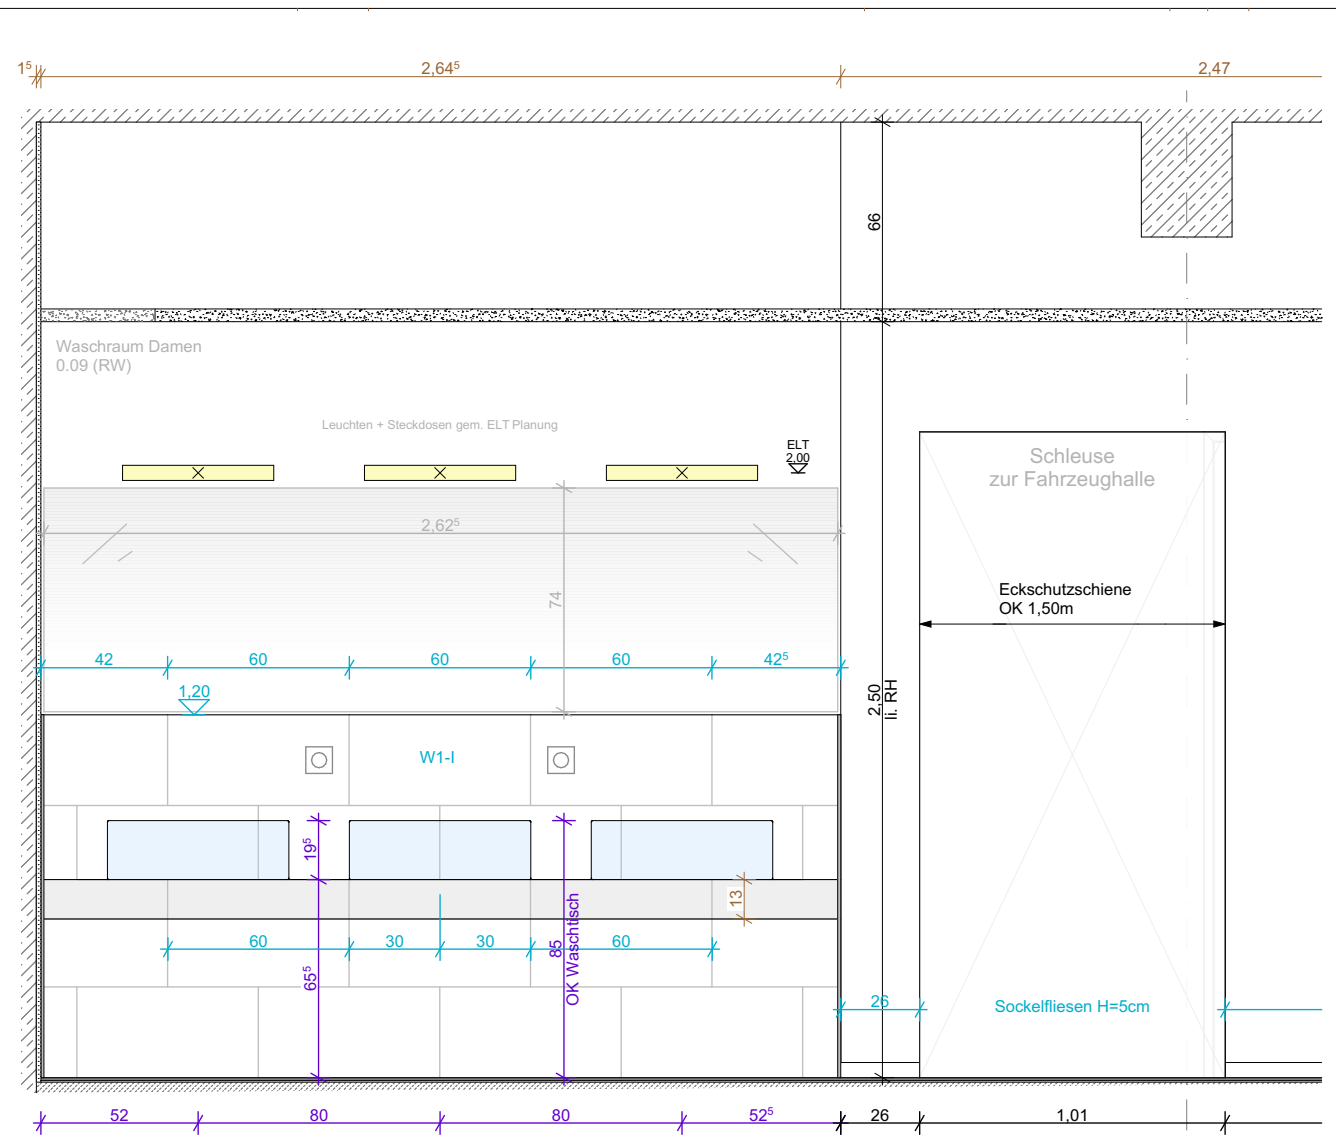 1⁵
2,64⁵
2,47
66
Waschraum Damen
0.09 (RW)
Leuchten + Steckdosen gem. ELT Planung
ELT
2,00
Schleuse
zur Fahrzeughalle
2,62⁵
74
Eckschutzschiene
OK 1,50m
42
60
60
60
42⁵
1,20
2,50
li. RH
W1-I
19⁵
13
60
30
30
60
65⁵
85
OK Waschtisch
26
Sockelfliesen H=5cm
52
80
80
52⁵
26
1,01